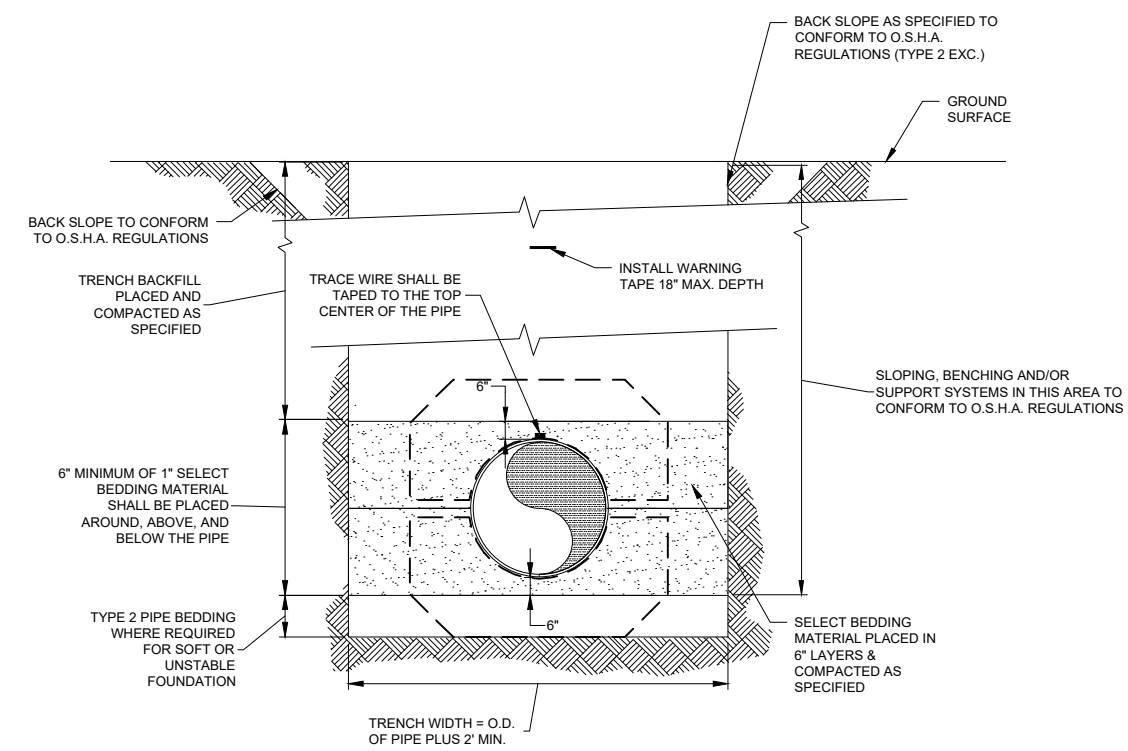 BACK SLOPE AS SPECIFIED TO
CONFORM TO O.S.H.A.
REGULATIONS (TYPE 2 EXC.)
GROUND
SURFACE
BACK SLOPE TO CONFORM
TO O.S.H.A. REGULATIONS
TRENCH BACKFILL
PLACED AND
COMPACTED AS
SPECIFIED
TRACE WIRE SHALL BE
TAPED TO THE TOP
CENTER OF THE PIPE
INSTALL WARNING
TAPE 18" MAX. DEPTH
SLOPING, BENCHING AND/OR
SUPPORT SYSTEMS IN THIS AREA TO
CONFORM TO O.S.H.A. REGULATIONS
6"
6" MINIMUM OF 1" SELECT
BEDDING MATERIAL
SHALL BE PLACED
AROUND, ABOVE, AND
BELOW THE PIPE
TYPE 2 PIPE BEDDING
WHERE REQUIRED
FOR SOFT OR
UNSTABLE
FOUNDATION
6"
SELECT BEDDING
MATERIAL PLACED IN
6" LAYERS &
COMPACTED AS
SPECIFIED
TRENCH WIDTH = O.D.
OF PIPE PLUS 2' MIN.